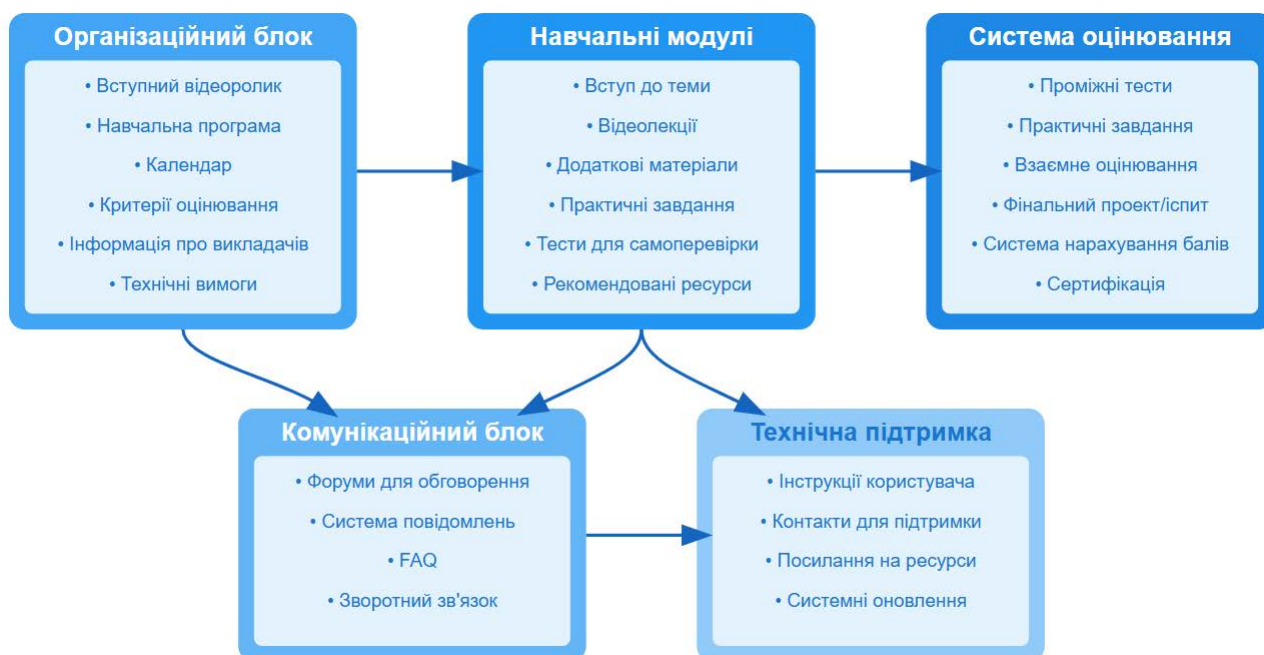 Організаційний блок
• Вступний відеоролик
• Навчальна програма
• Календар
• Критерії оцінювання
• Інформація про викладачів
• Технічні вимоги
Навчальні модулі
• Вступ до теми
• Відеолекції
• Додаткові матеріали
• Практичні завдання
• Тести для самоперевірки
• Рекомендовані ресурси
Система оцінювання
• Проміжні тести
• Практичні завдання
• Взаємне оцінювання
• Фінальний проект/іспит
• Система нарахування балів
• Сертифікація
Комунікаційний блок
• Форуми для обговорення
• Система повідомлень
• FAQ
• Зворотний зв'язок
Технічна підтримка
• Інструкції користувача
• Контакти для підтримки
• Посилання на ресурси
• Системні оновлення